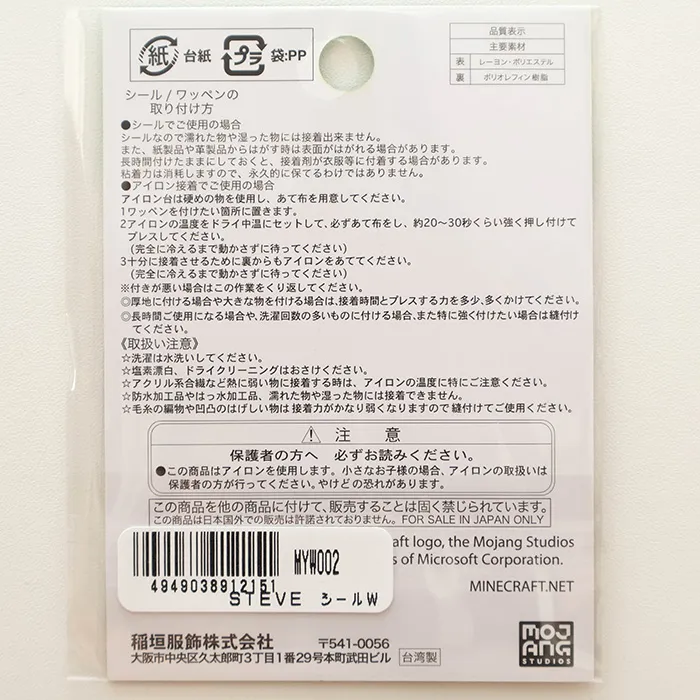 紙 台紙 プラ 袋:PP
品質表示
主要素材
表 レーヨン・ポリエステル
裏 ポリオレフィン樹脂
シール / ワッペンの
取り付け方
●シールでご使用の場合
シールなので濡れた物や湿った物には接着出来ません。
また、紙製品や革製品からはがす時は表面がはがれる場合があります。
長時間付けたままにしておくと、接着剤が衣服等に付着する場合があります。
粘着力は消耗しますので、永久的に保てるわけではありません。
●アイロン接着でご使用の場合
アイロン台は硬めの物を使用し、あて布を用意してください。
1ワッペンを付けたい箇所に置きます。
2アイロンの温度をドライ中温にセットして、必ずあて布をし、約20〜30秒くらい強く押し付けて
プレスしてください。
(完全に冷えるまで動かさずに待ってください)
3十分に接着させるために裏からもアイロンをあててください。
(完全に冷えるまで動かさずに待ってください)
※付きが悪い場合はこの作業をくり返してください。
◎厚地に付ける場合や大きな物を付ける場合は、接着時間とプレスする力を多少、多くかけてください。
◎長時間ご使用になる場合や、洗濯回数の多いものに付ける場合、また特に強く付けたい場合は縫付け
てください。
《取扱い注意》
☆洗濯は水洗いしてください。
☆塩素漂白、ドライクリーニングはおさけください。
☆アクリル系合繊など熱に弱い物に接着する時は、アイロンの温度に特にご注意ください。
☆防水加工品やはっ水加工品、濡れた物や湿った物には接着できません。
☆毛糸の編物や凹凸のはげしい物は接着力がかなり弱くなりますので縫付けてご使用ください。
⚠ 注 意
保護者の方へ 必ずお読みください。
●この商品はアイロンを使用します。小さなお子様の場合、アイロンの取扱いは
保護者の方が行ってください。やけどの恐れがあります。
この商品を他の商品に付けて、販売することは固く禁じられています。
この商品は日本国外での販売は許諾されておりません。FOR SALE IN JAPAN ONLY
aft logo, the Mojang Studios
s of Microsoft Corporation.
MYW002
4949038912151
STEVE シールW
MINECRAFT.NET
稲垣服飾株式会社 〒541-0056
大阪市中央区久太郎町3丁目1番29号本町武田ビル 台湾製
MOJANG
STUDIOS